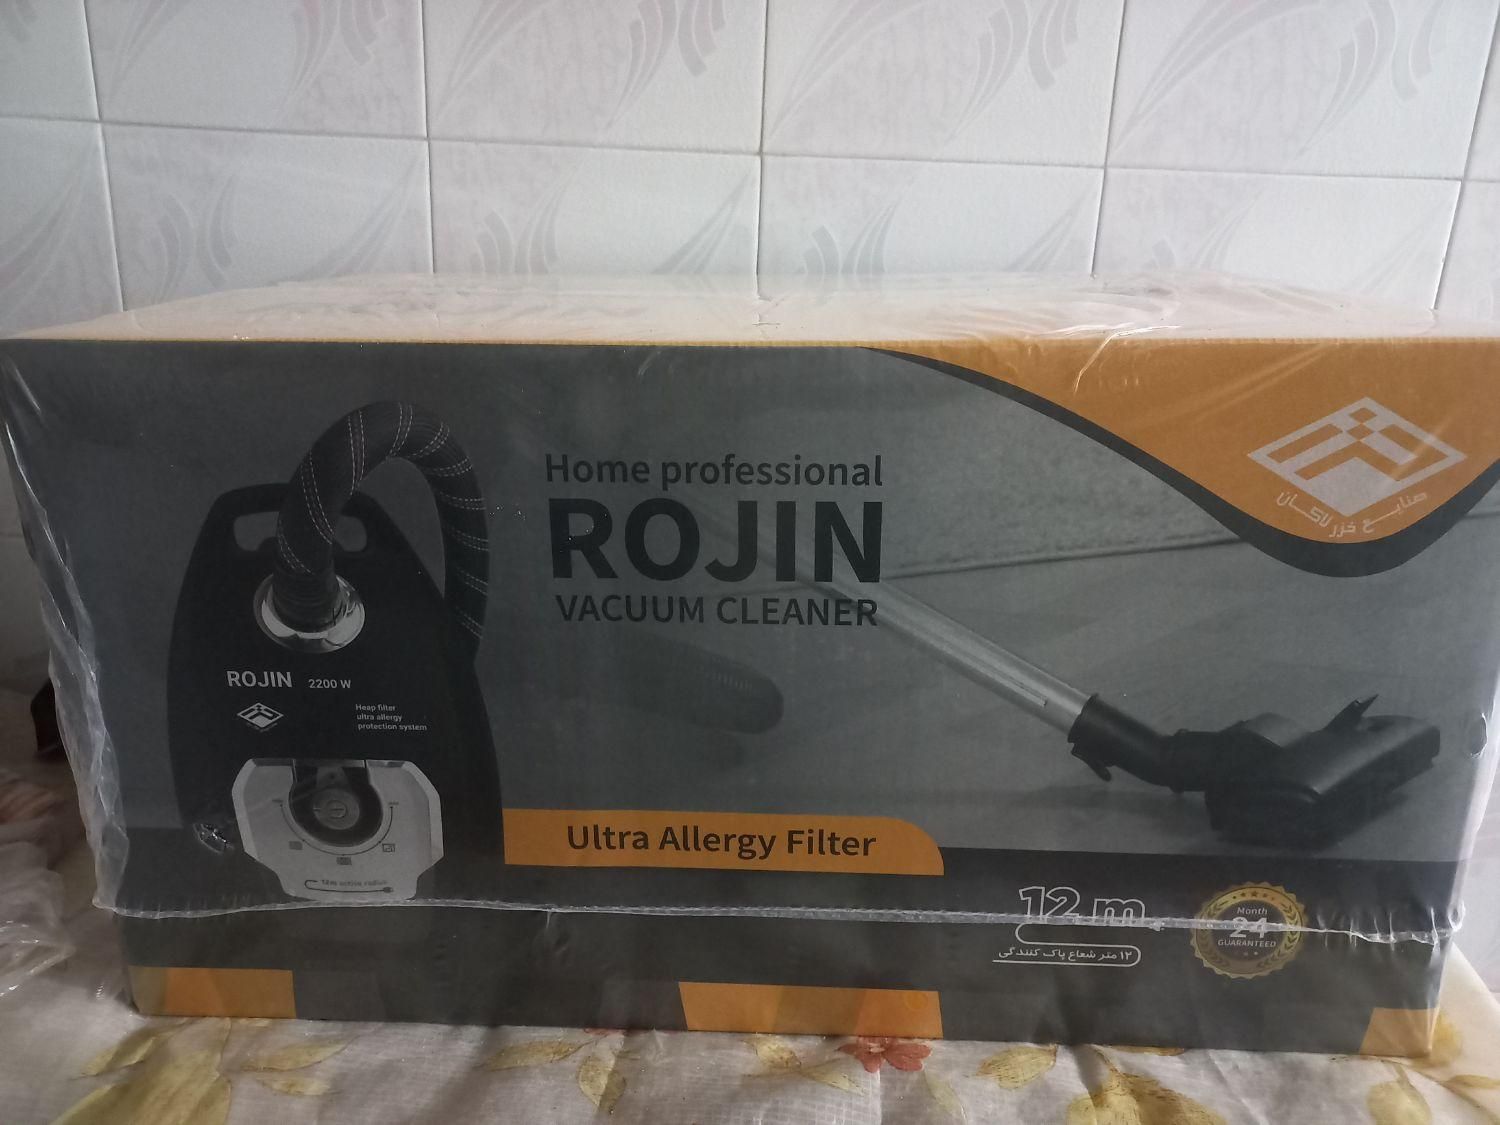 Home professional
ROJIN
VACUUM CLEANER
صنایع خزر لاکان
ROJIN 2200 W
Heap filter
ultra allergy
protection system
12m active radius
Ultra Allergy Filter
12 m
۱۲ متر شعاع پاک کنندگی
Month
24
GUARANTEED